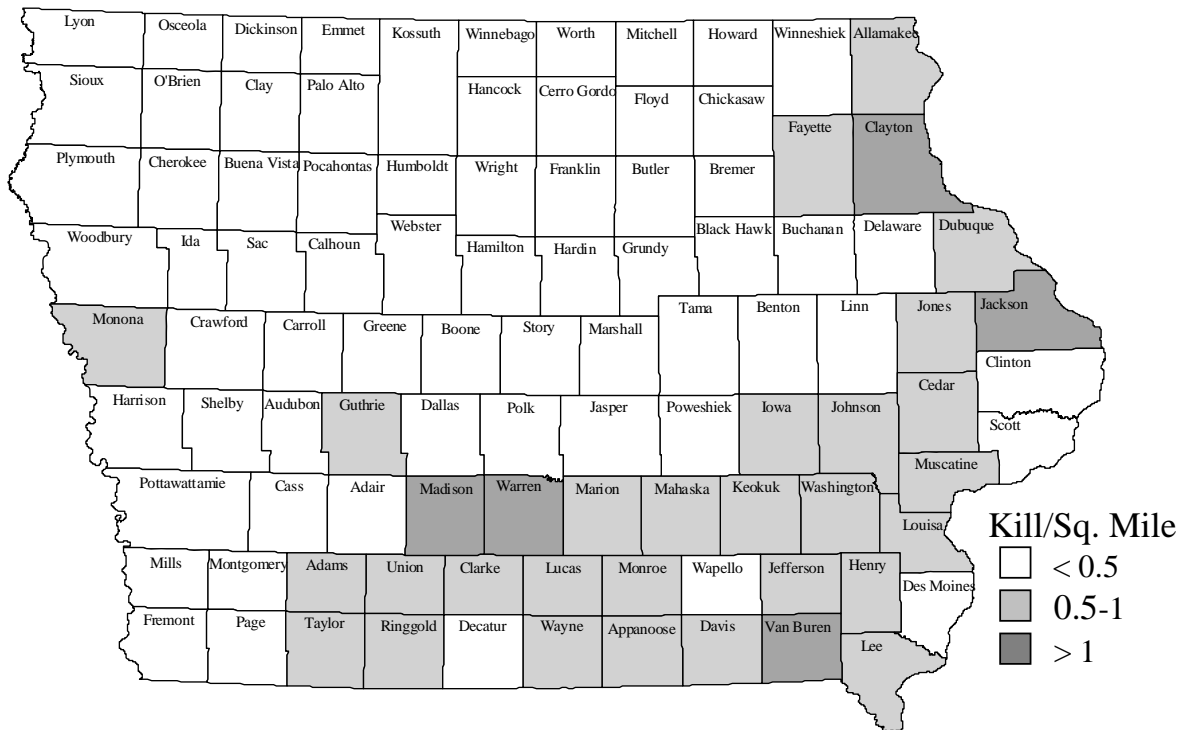 Lyon
Osceola
Dickinson
Emmet
Kossuth
Winnebago
Worth
Mitchell
Howard
Winneshiek
Allamakee
Sioux
O'Brien
Clay
Palo Alto
Hancock
Cerro Gordo
Floyd
Chickasaw
Fayette
Clayton
Plymouth
Cherokee
Buena Vista
Pocahontas
Humboldt
Wright
Franklin
Butler
Bremer
Woodbury
Ida
Sac
Calhoun
Webster
Hamilton
Hardin
Grundy
Black Hawk
Buchanan
Delaware
Dubuque
Monona
Crawford
Carroll
Greene
Boone
Story
Marshall
Tama
Benton
Linn
Jones
Jackson
Clinton
Harrison
Shelby
Audubon
Guthrie
Dallas
Polk
Jasper
Poweshiek
Iowa
Johnson
Cedar
Scott
Muscatine
Pottawattamie
Cass
Adair
Madison
Warren
Marion
Mahaska
Keokuk
Washington
Louisa
Mills
Montgomery
Adams
Union
Clarke
Lucas
Monroe
Wapello
Jefferson
Henry
Des Moines
Fremont
Page
Taylor
Ringgold
Decatur
Wayne
Appanoose
Davis
Van Buren
Lee
Kill/Sq. Mile
< 0.5
0.5-1
> 1